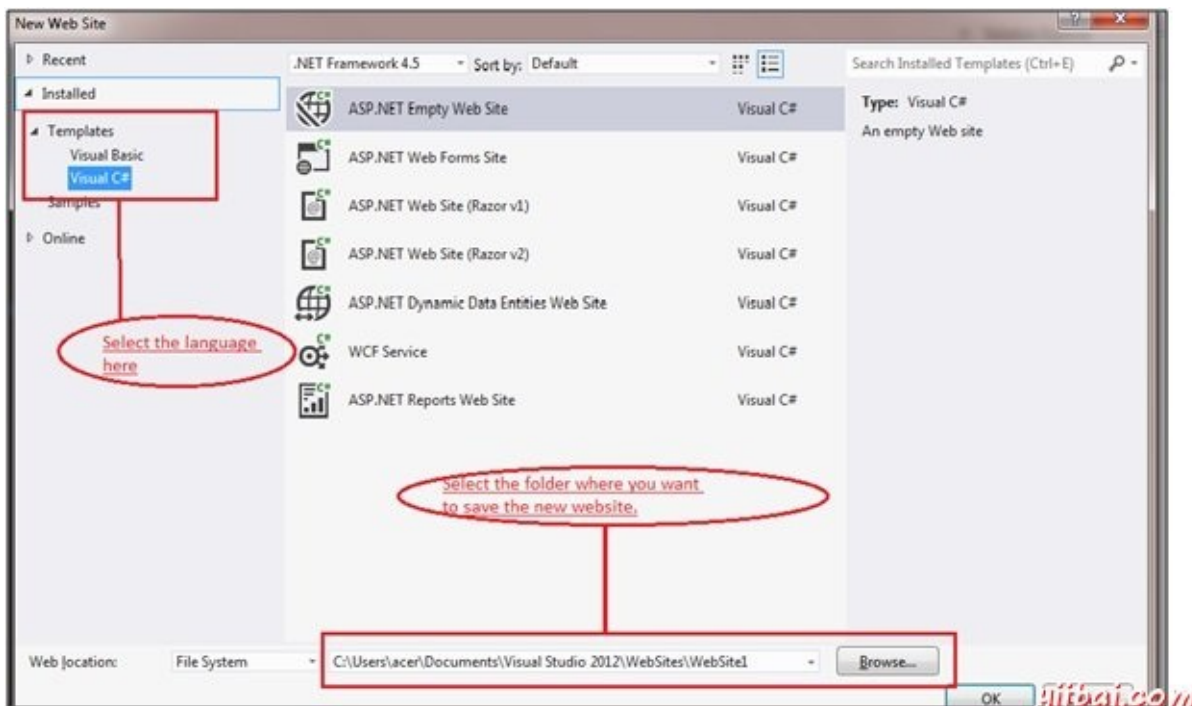 New Web Site
Recent
Installed
Templates
Visual Basic
Visual C#
Samples
Online
.NET Framework 4.5
Sort by: Default
Search Installed Templates (Ctrl+E)
ASP.NET Empty Web Site Visual C#
ASP.NET Web Forms Site Visual C#
ASP.NET Web Site (Razor v1) Visual C#
ASP.NET Web Site (Razor v2) Visual C#
ASP.NET Dynamic Data Entities Web Site Visual C#
WCF Service Visual C#
ASP.NET Reports Web Site Visual C#
Type: Visual C#
An empty Web site
Select the language
here
Select the folder where you want
to save the new website.
Web location: File System C:\Users\acer\Documents\Visual Studio 2012\WebSites\WebSite1 Browse...
OK